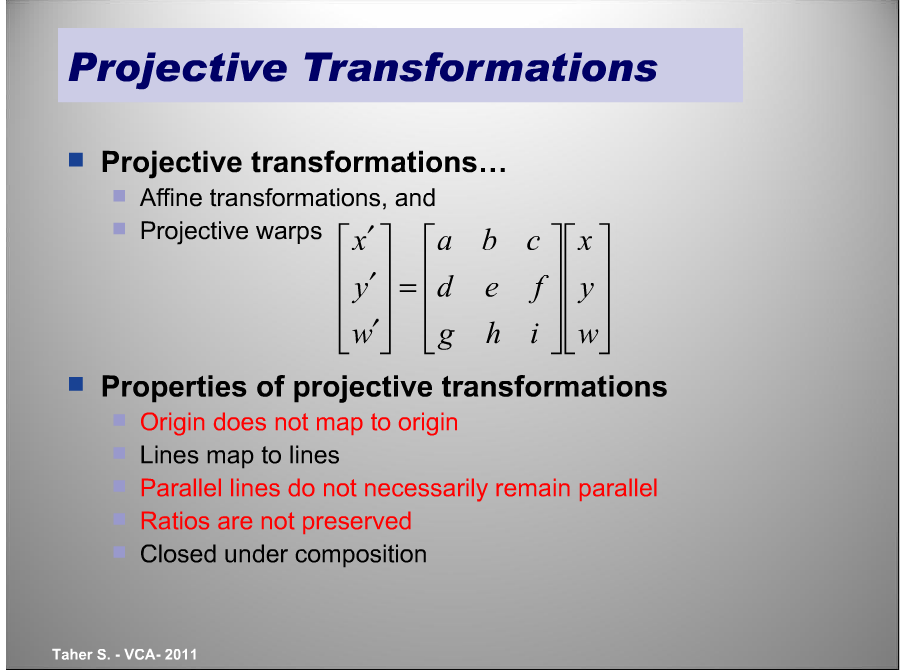 Projective Transformations
Projective transformations…
Affine transformations, and
Projective warps
[x′ y′ w′] = [a b c; d e f; g h i] [x y w]
Properties of projective transformations
Origin does not map to origin
Lines map to lines
Parallel lines do not necessarily remain parallel
Ratios are not preserved
Closed under composition
Taher S. - VCA- 2011